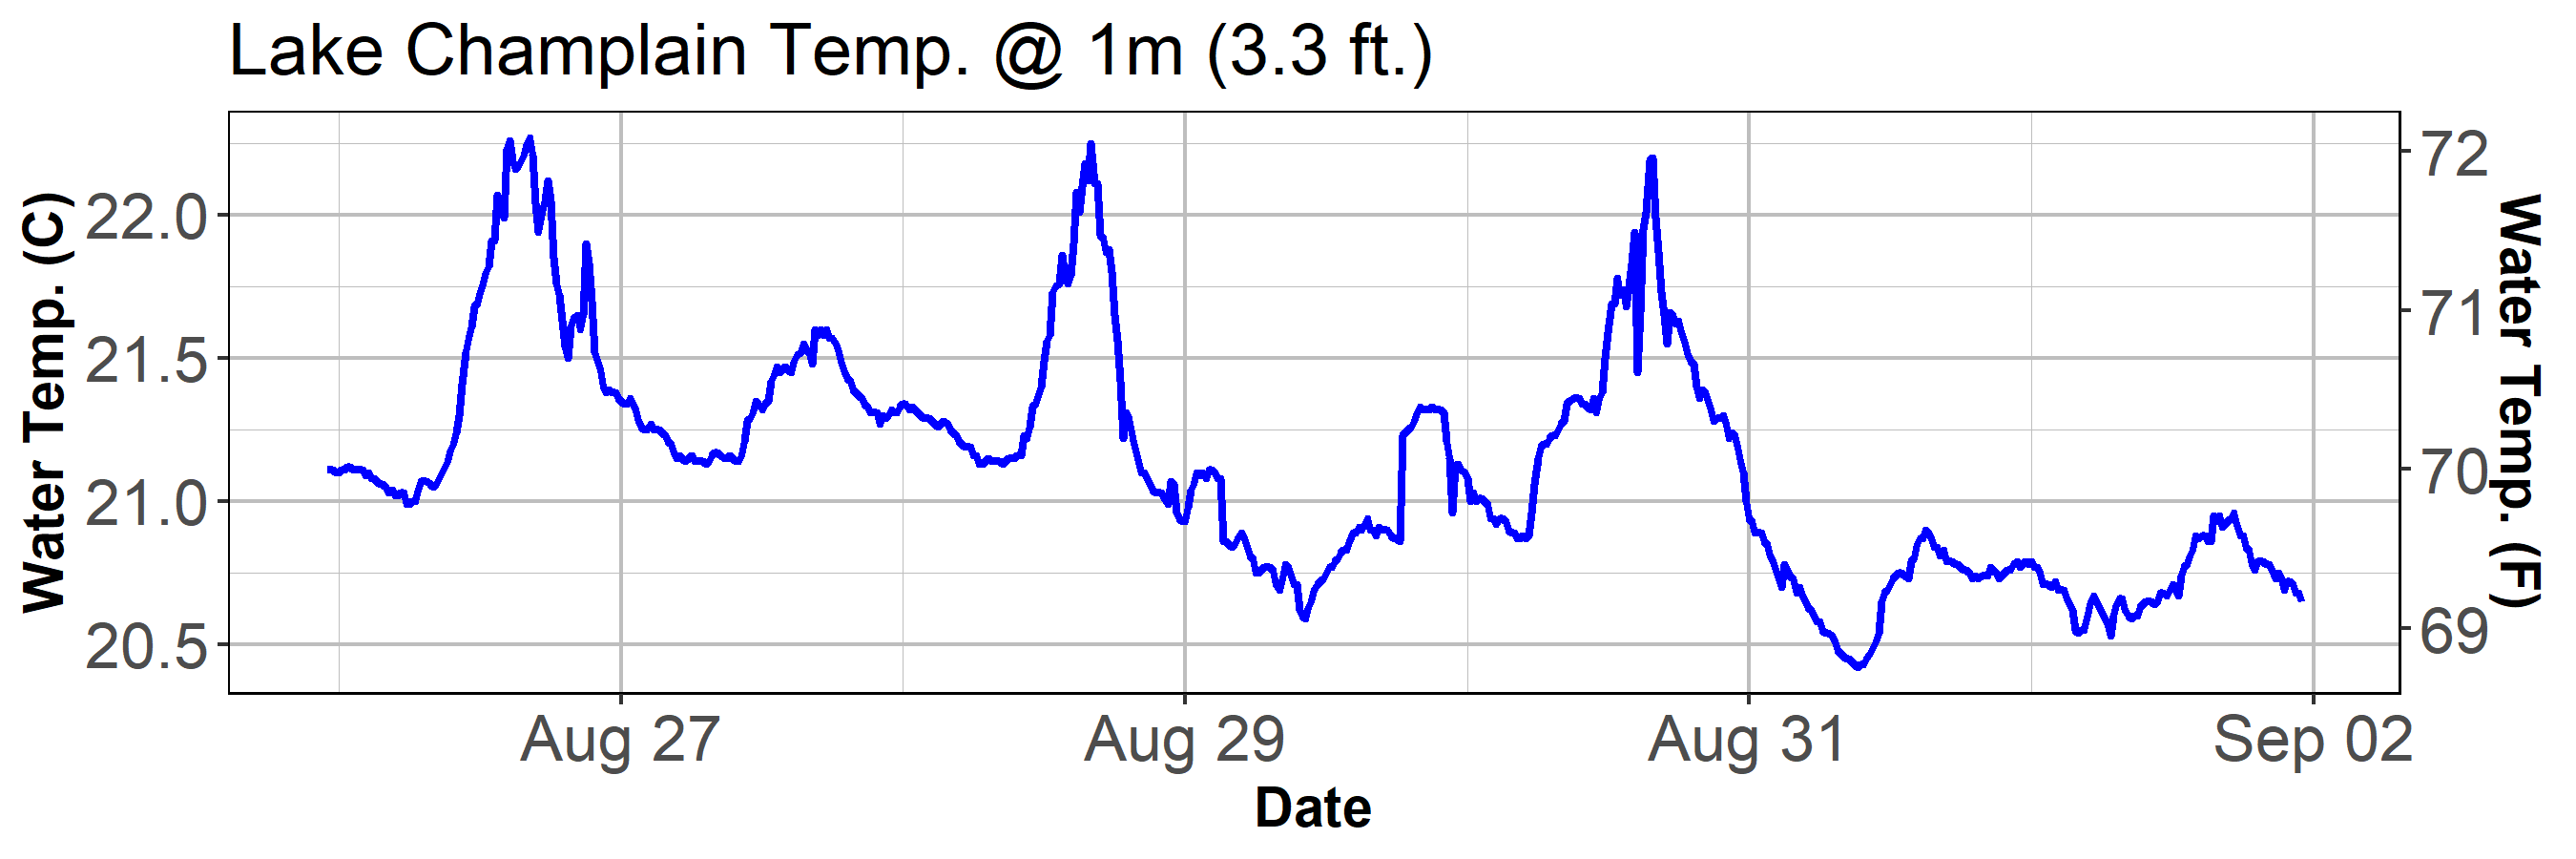 Lake Champlain Temp. @ 1m (3.3 ft.)
Water Temp. (C)
22.0
21.5
21.0
20.5
72
71
70
69
Water Temp. (F)
Aug 27
Aug 29
Aug 31
Sep 02
Date